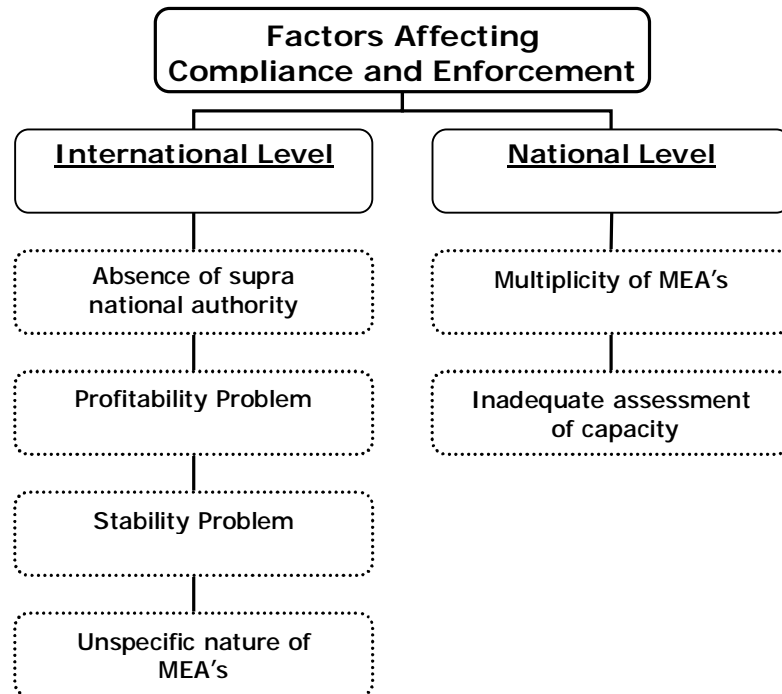 Factors Affecting
Compliance and Enforcement
International Level
National Level
Absence of supra
national authority
Multiplicity of MEA's
Profitability Problem
Inadequate assessment
of capacity
Stability Problem
Unspecific nature of
MEA's